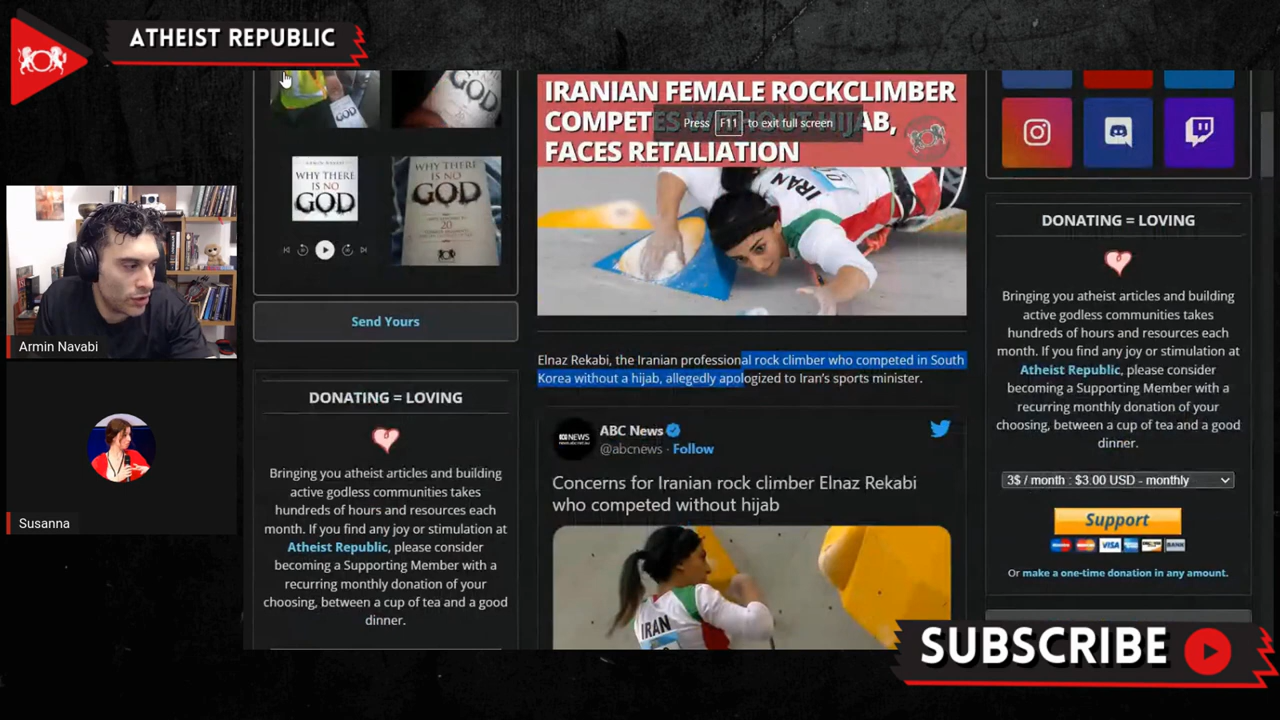 ATHEIST REPUBLIC
GOD
GOD
WHY THERE
IS NO
GOD
WHY THERE
IS NO
GOD
20
Send Yours
DONATING = LOVING
Bringing you atheist articles and building
active godless communities takes
hundreds of hours and resources each
month. If you find any joy or stimulation at
Atheist Republic, please consider
becoming a Supporting Member with a
recurring monthly donation of your
choosing, between a cup of tea and a good
dinner.
Armin Navabi
Susanna
IRANIAN FEMALE ROCKCLIMBER
COMPETES WITHOUT HIJAB,
FACES RETALIATION
Press F11 to exit full screen
IRAN
Elnaz Rekabi, the Iranian professional rock climber who competed in South
Korea without a hijab, allegedly apologized to Iran's sports minister.
NEWS
ABC News
@abcnews · Follow
Concerns for Iranian rock climber Elnaz Rekabi
who competed without hijab
IRAN
DONATING = LOVING
Bringing you atheist articles and building
active godless communities takes
hundreds of hours and resources each
month. If you find any joy or stimulation at
Atheist Republic, please consider
becoming a Supporting Member with a
recurring monthly donation of your
choosing, between a cup of tea and a good
dinner.
3$ / month : $3.00 USD - monthly
Support
VISA
BANK
Or make a one-time donation in any amount.
SUBSCRIBE